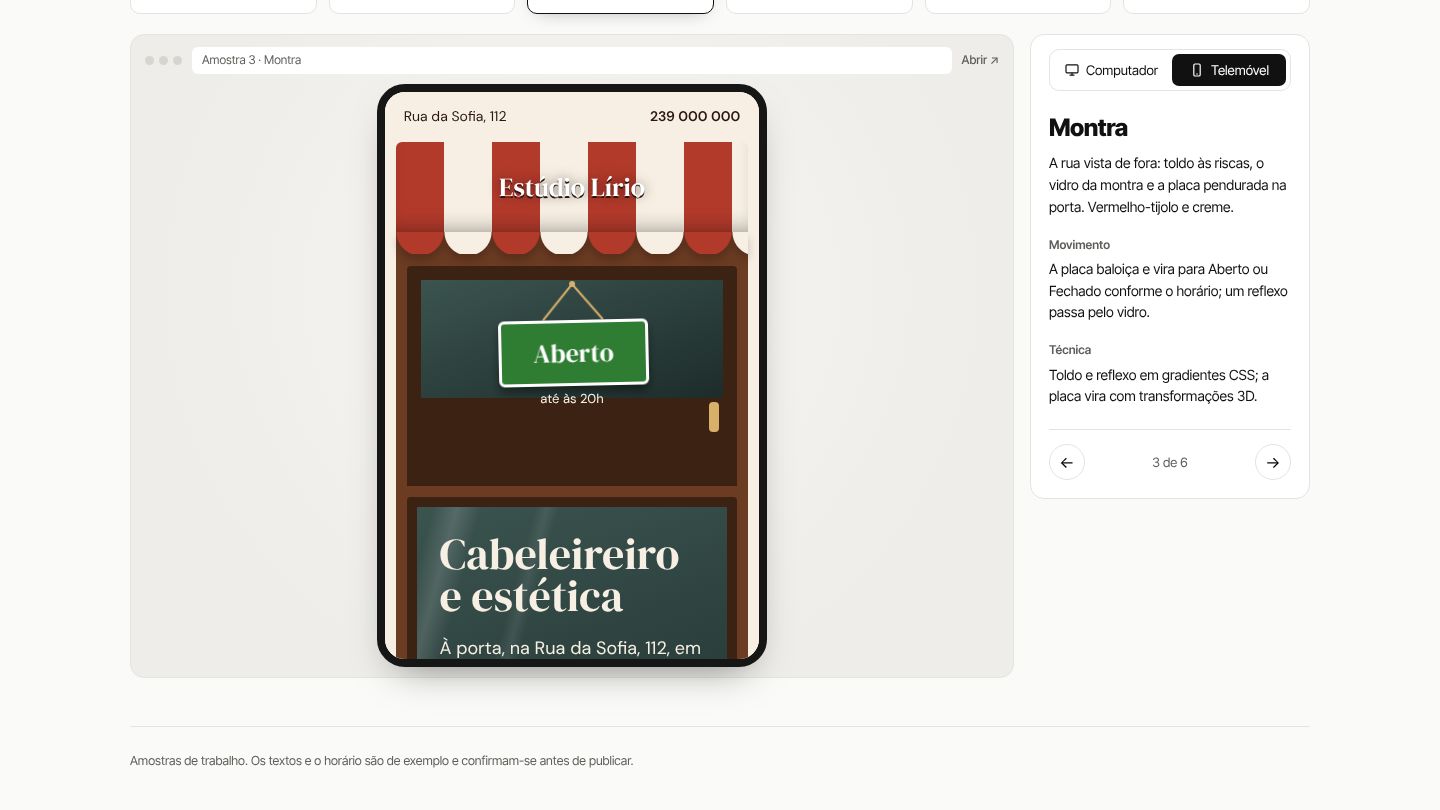 Amostra 3 · Montra
Abrir ↗
Rua da Sofia, 112
239 000 000
Estúdio Lírio
Aberto
até às 20h
Cabeleireiro
e estética
À porta, na Rua da Sofia, 112, em
Computador
Telemóvel
Montra
A rua vista de fora: toldo às riscas, o
vidro da montra e a placa pendurada na
porta. Vermelho-tijolo e creme.
Movimento
A placa baloiça e vira para Aberto ou
Fechado conforme o horário; um reflexo
passa pelo vidro.
Técnica
Toldo e reflexo em gradientes CSS; a
placa vira com transformações 3D.
3 de 6
Amostras de trabalho. Os textos e o horário são de exemplo e confirmam-se antes de publicar.